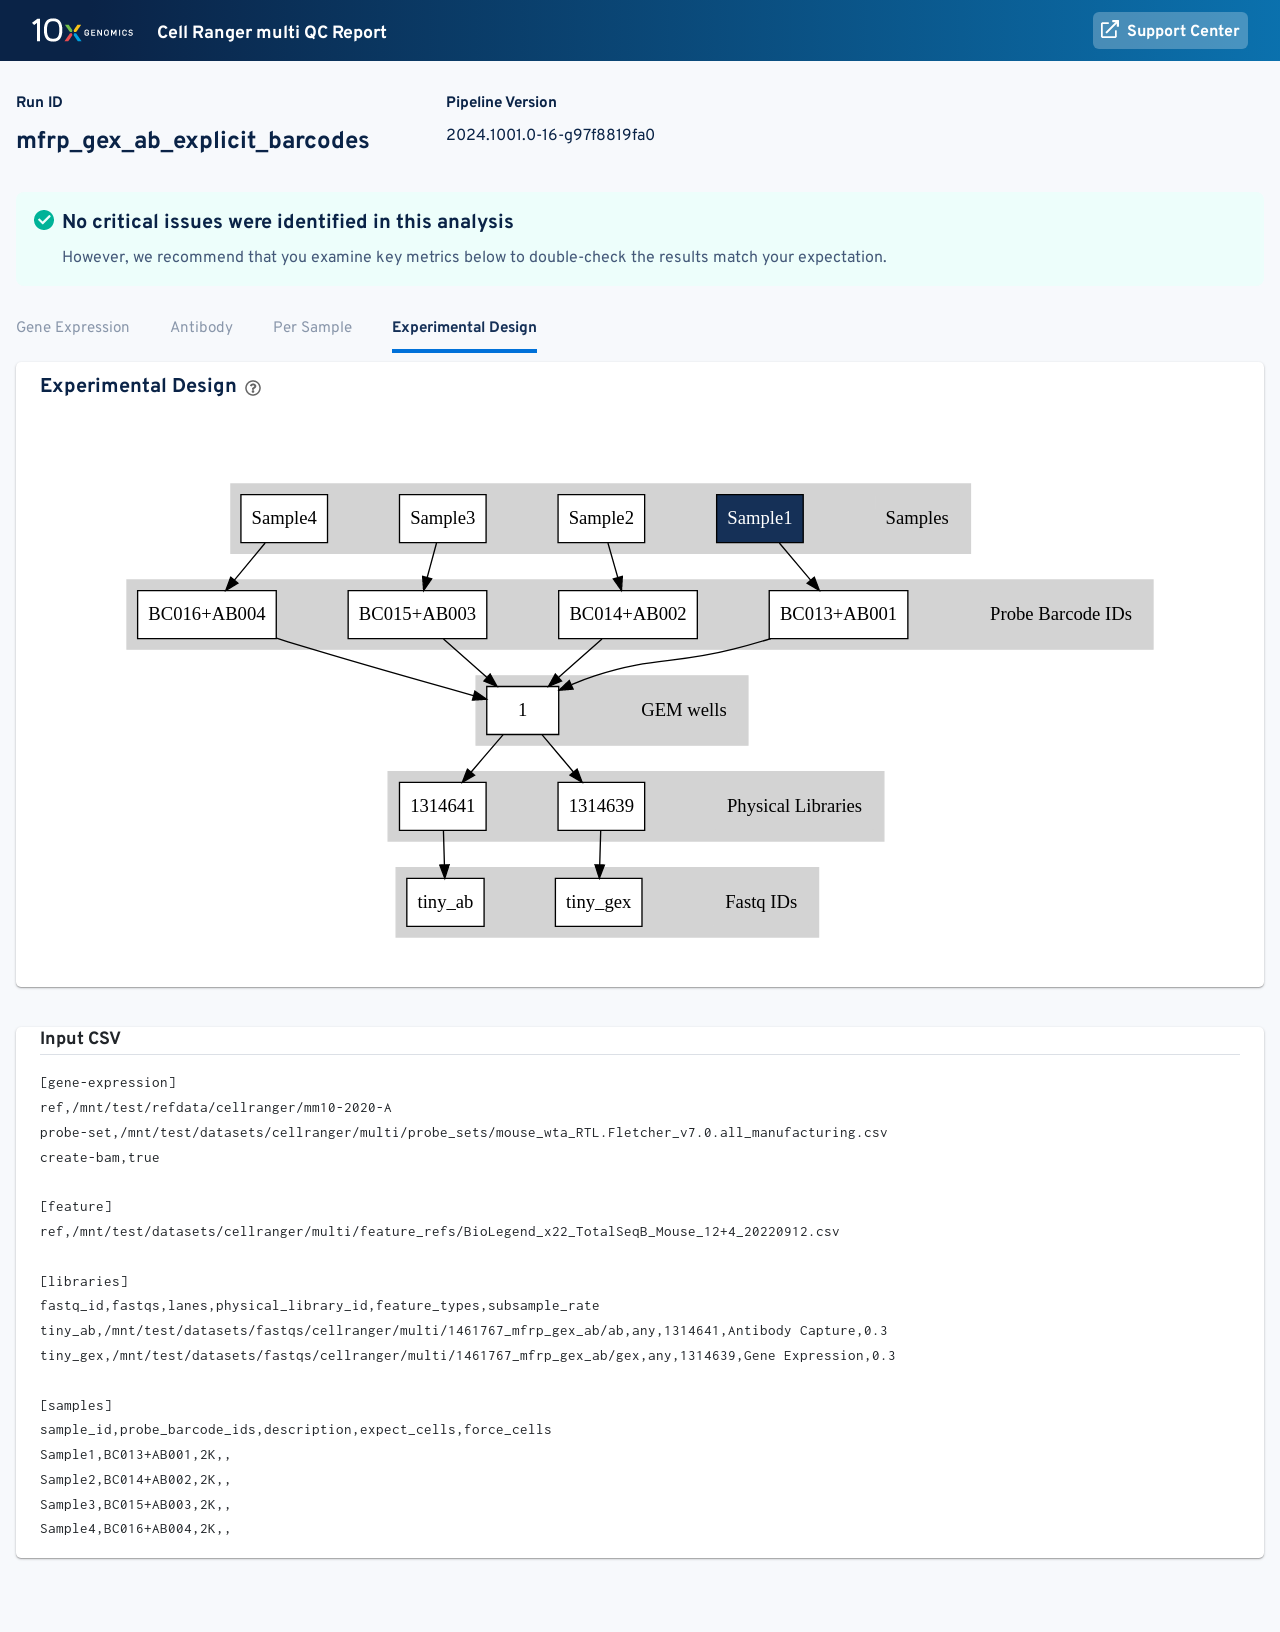 10x GENOMICS Cell Ranger multi QC Report Support Center
Run ID Pipeline Version
mfrp_gex_ab_explicit_barcodes 2024.1001.0-16-g97f8819fa0
No critical issues were identified in this analysis
However, we recommend that you examine key metrics below to double-check the results match your expectation.
Gene Expression Antibody Per Sample Experimental Design
Experimental Design ?
Sample4 Sample3 Sample2 Sample1 Samples
BC016+AB004 BC015+AB003 BC014+AB002 BC013+AB001 Probe Barcode IDs
1 GEM wells
1314641 1314639 Physical Libraries
tiny_ab tiny_gex Fastq IDs
Input CSV
[gene-expression]
ref,/mnt/test/refdata/cellranger/mm10-2020-A
probe-set,/mnt/test/datasets/cellranger/multi/probe_sets/mouse_wta_RTL.Fletcher_v7.0.all_manufacturing.csv
create-bam,true
[feature]
ref,/mnt/test/datasets/cellranger/multi/feature_refs/BioLegend_x22_TotalSeqB_Mouse_12+4_20220912.csv
[libraries]
fastq_id,fastqs,lanes,physical_library_id,feature_types,subsample_rate
tiny_ab,/mnt/test/datasets/fastqs/cellranger/multi/1461767_mfrp_gex_ab/ab,any,1314641,Antibody Capture,0.3
tiny_gex,/mnt/test/datasets/fastqs/cellranger/multi/1461767_mfrp_gex_ab/gex,any,1314639,Gene Expression,0.3
[samples]
sample_id,probe_barcode_ids,description,expect_cells,force_cells
Sample1,BC013+AB001,2K,,
Sample2,BC014+AB002,2K,,
Sample3,BC015+AB003,2K,,
Sample4,BC016+AB004,2K,,